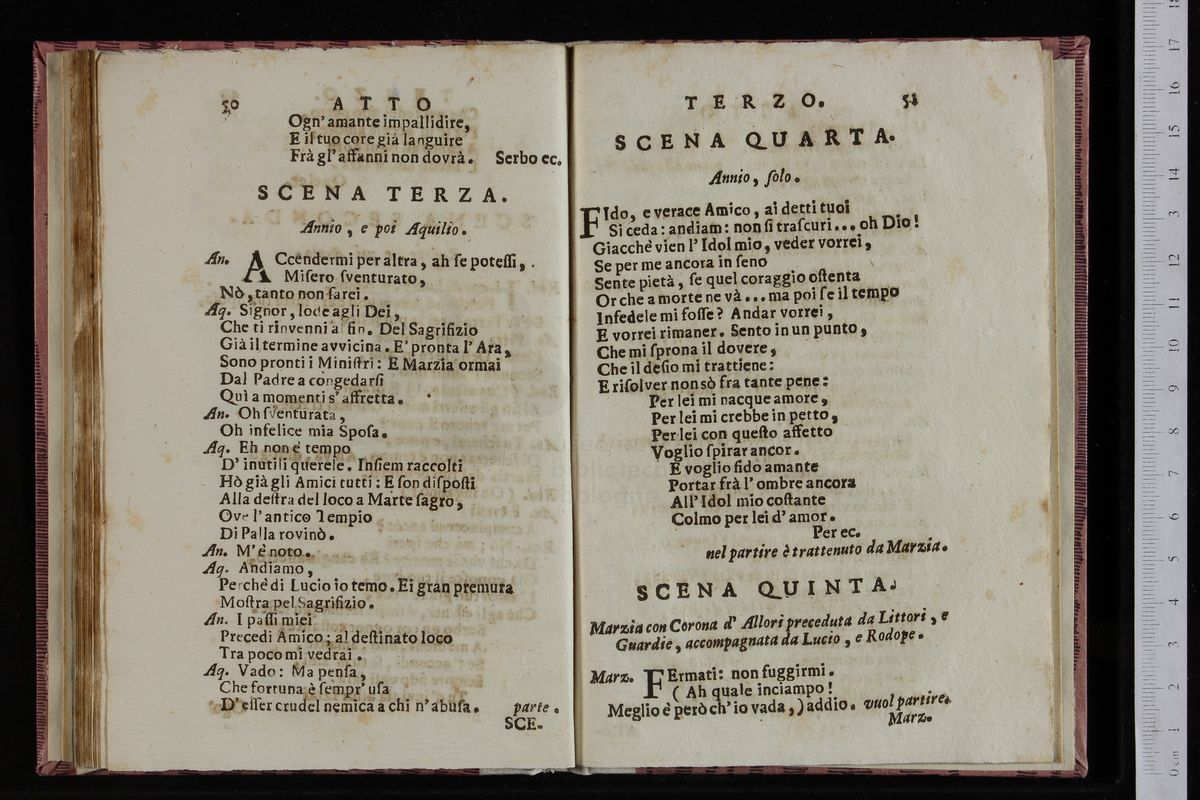 50 ATTO
Ogn' amante impallidire,
E il tuo core già languire
Frà gl' affanni non dovrà. Serbo ec.
SCENA TERZA.
Annio, e poi Aquilio.
An. ACcendermi per altra, ah se potessi,
Misero sventurato,
Nò, tanto non sarei.
Aq. Signor, lode agli Dei,
Che ti rinvenni al fin. Del Sagrifizio
Già il termine avvicina. E' pronta l' Ara,
Sono pronti i Ministri: E Marzia ormai
Dal Padre a congedarsi
Quì a momenti s' affretta.
An. Oh sventurata,
Oh infelice mia Sposa.
Aq. Eh non è tempo
D' inutili querele. Insiem raccolti
Hò già gli Amici tutti: E son disposti
Alla destra del loco a Marte sagro,
Ove l' antico Tempio
Di Palla rovinò.
An. M' è noto.
Aq. Andiamo,
Perchè di Lucio io temo. Ei gran premura
Mostra pel Sagrifizio.
An. I passi miei
Precedi Amico; al destinato loco
Tra poco mi vedrai.
Aq. Vado: Ma pensa,
Che fortuna è sempr' usa
D' esser crudel nemica a chi n' abusa. parte.
SCE-
TERZO. 51
SCENA QUARTA.
Annio, solo.
FIdo, e verace Amico, ai detti tuoi
Si ceda: andiam: non si trascuri... oh Dio!
Giacchè vien l' Idol mio, veder vorrei,
Se per me ancora in seno
Sente pietà, se quel coraggio ostenta
Or che a morte ne và... ma poi se il tempo
Infedele mi fosse? Andar vorrei,
E vorrei rimaner. Sento in un punto,
Che mi sprona il dovere,
Che il desio mi trattiene:
E risolver non sò fra tante pene:
Per lei mi nacque amore,
Per lei mi crebbe in petto,
Per lei con questo affetto
Voglio spirar ancor.
E voglio fido amante
Portar frà l' ombre ancora
All' Idol mio costante
Colmo per lei d' amor.
Per ec.
nel partire è trattenuto da Marzia.
SCENA QUINTA.
Marzia con Corona d' Allori preceduta da Littori, e
Guardie, accompagnata da Lucio, e Rodope.
Marz. FErmati: non fuggirmi.
( Ah quale inciampo!
Meglio è però ch' io vada, ) addio. vuol partire.
Marz.